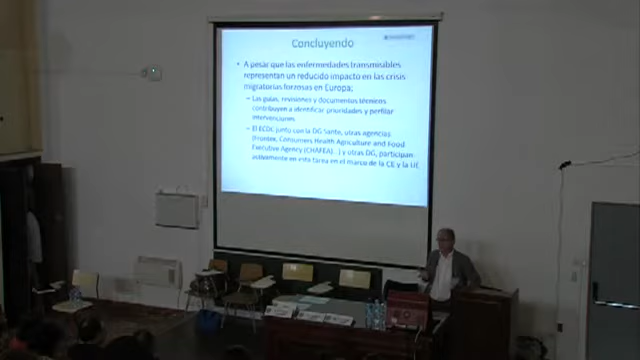 Concluyendo
• A pesar que las enfermedades transmisibles
representan un reducido impacto en las crisis
migratorias forzosas en Europa;
– Las guías, revisiones y documentos técnicos
contribuyen a identificar prioridades y perfilar
intervenciones
– El ECDC junto con la DG Sante, otras agencias
(Frontex, Consumers Health Agriculture and Food
Executive Agency (CHAFEA)...) y otras DG, participan
activamente en esta tarea en el marco de la CE y la UE